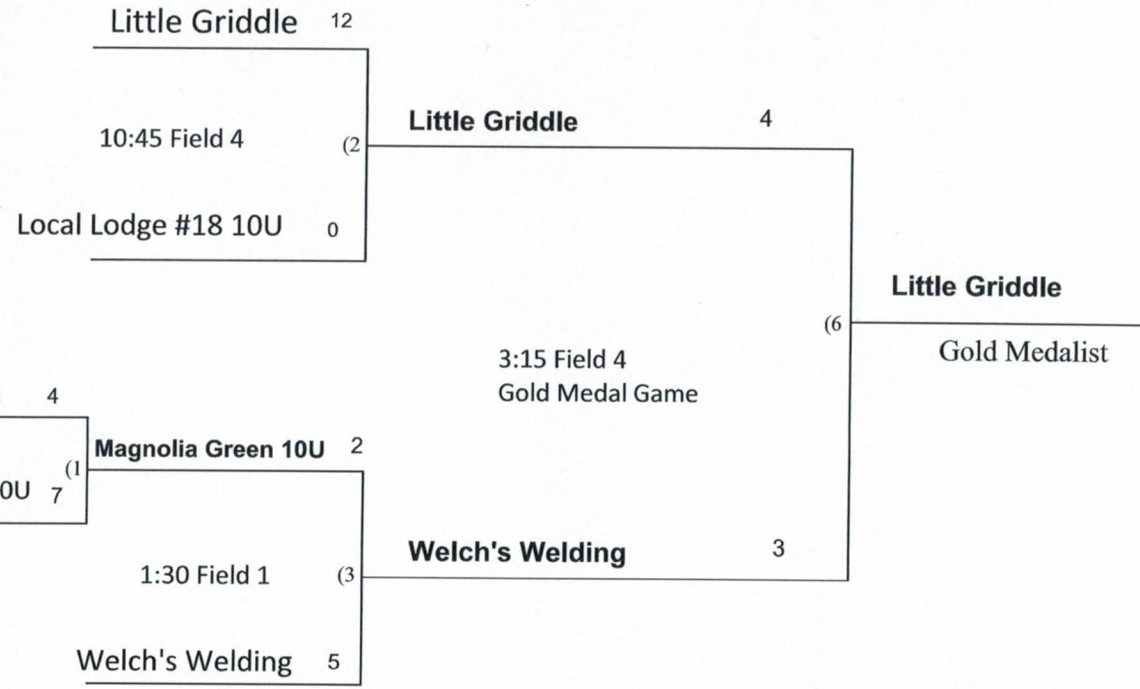 Little Griddle 12
10:45 Field 4 (2
Local Lodge #18 10U 0
Little Griddle 4
Little Griddle
(6
Gold Medalist
3:15 Field 4
Gold Medal Game
4
(1
0U 7
Magnolia Green 10U 2
1:30 Field 1 (3
Welch's Welding 3
Welch's Welding 5